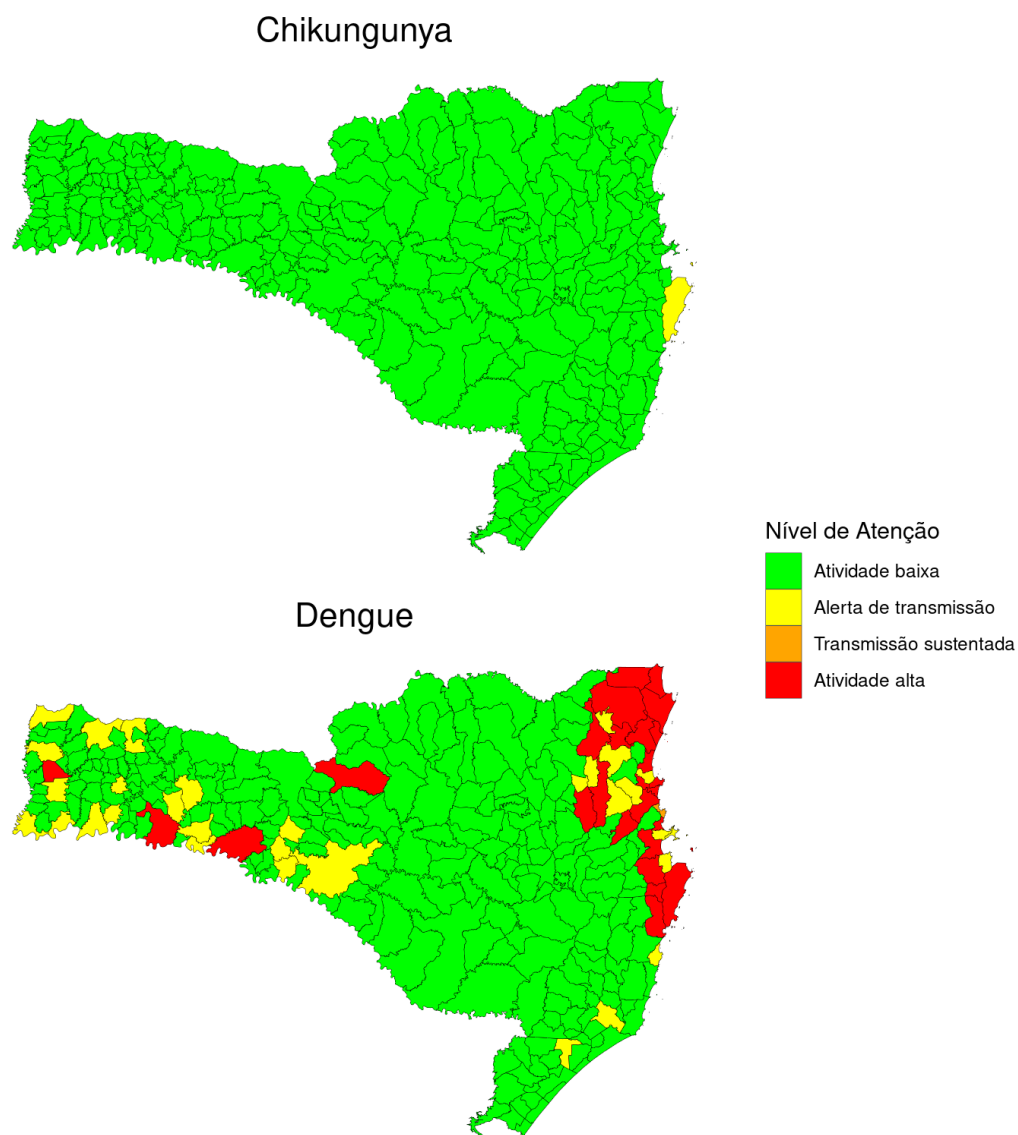 Chikungunya
Nível de Atenção
Atividade baixa
Alerta de transmissão
Transmissão sustentada
Atividade alta
Dengue